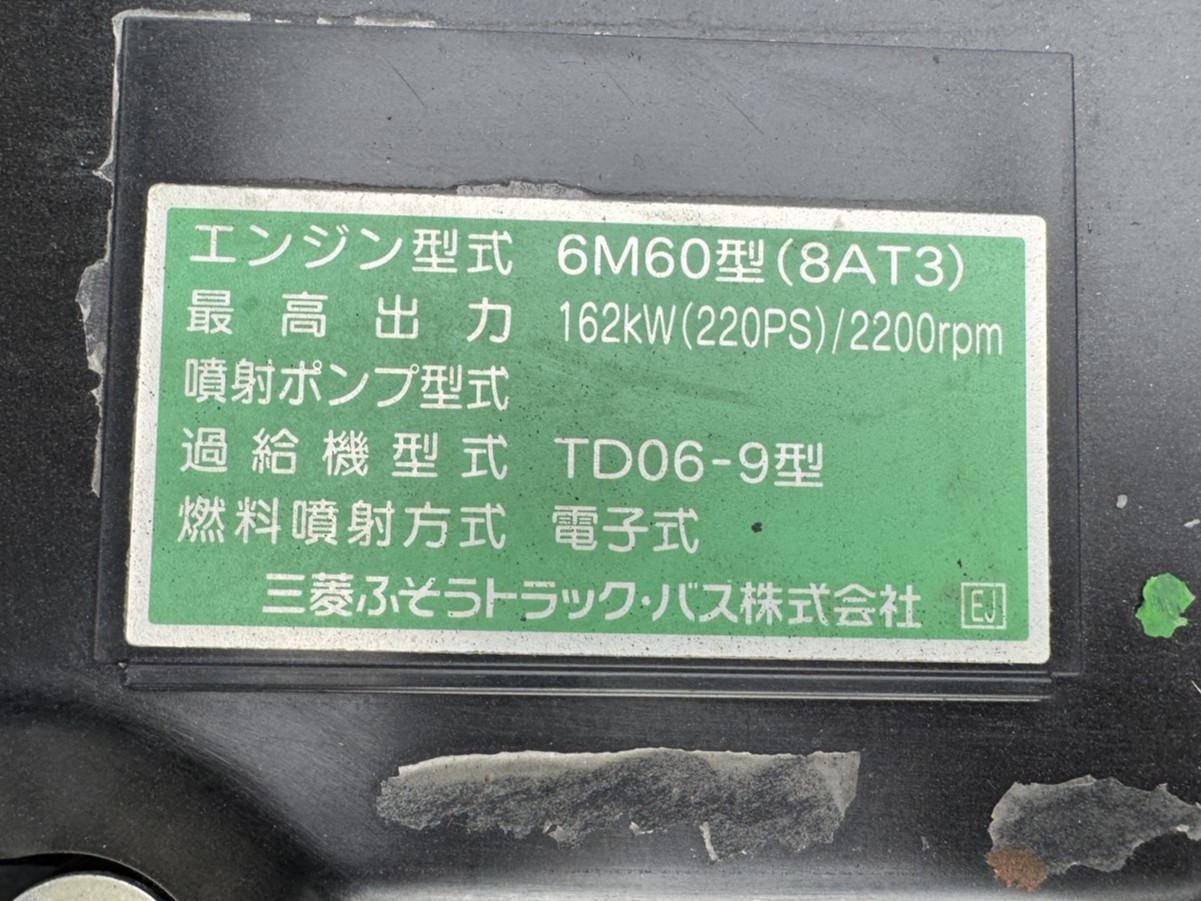 エンジン型式 6M60型(8AT3)
最高出力 162kW(220PS)/2200rpm
噴射ポンプ型式
過給機型式 TD06-9型
燃料噴射方式 電子式
三菱ふそうトラック・バス株式会社 EJ